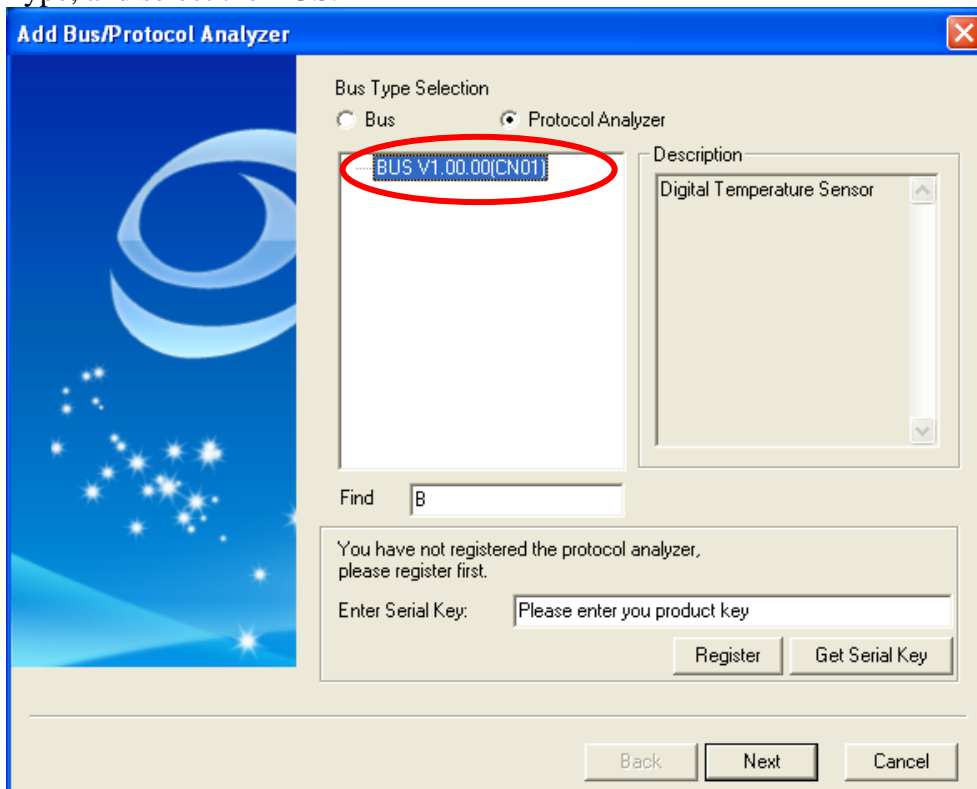 Add Bus/Protocol Analyzer
Bus Type Selection
Bus
Protocol Analyzer
BUS V1.00.00(CN01)
Description
Digital Temperature Sensor
Find
B
You have not registered the protocol analyzer,
please register first.
Enter Serial Key:
Please enter you product key
Register
Get Serial Key
Back
Next
Cancel